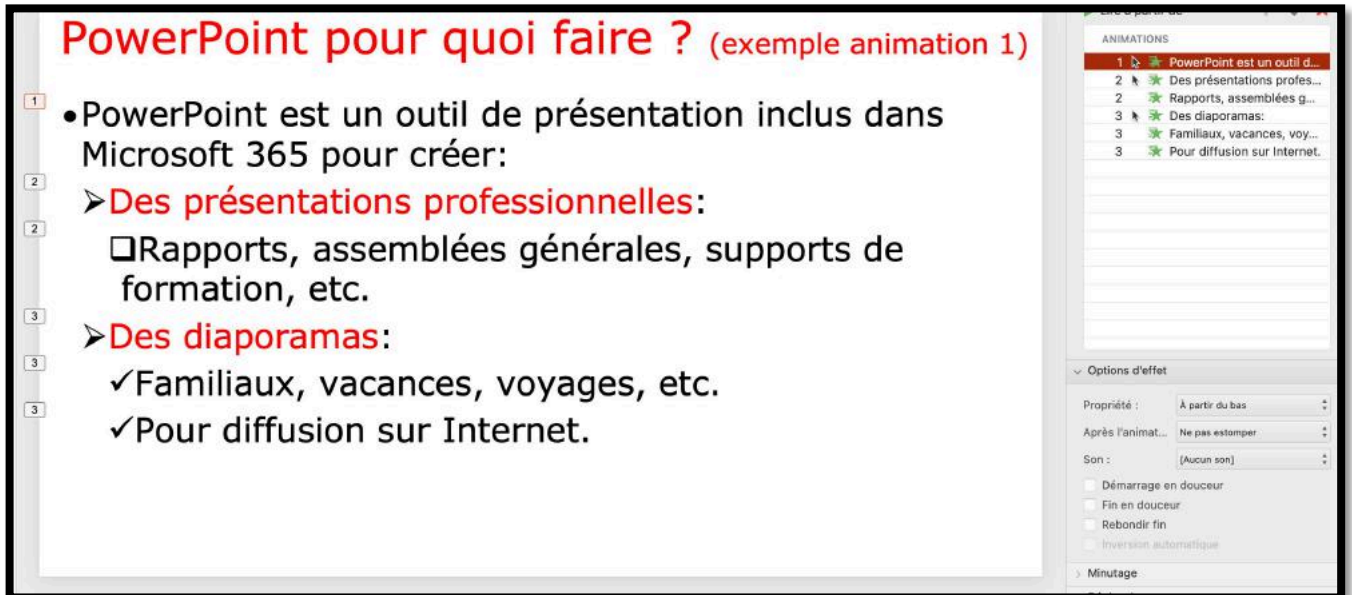 PowerPoint pour quoi faire ? (exemple animation 1)
1
•PowerPoint est un outil de présentation inclus dans
Microsoft 365 pour créer:
2
➢Des présentations professionnelles:
2
❑Rapports, assemblées générales, supports de
formation, etc.
3
➢Des diaporamas:
3
✓Familiaux, vacances, voyages, etc.
3
✓Pour diffusion sur Internet.
ANIMATIONS
1 PowerPoint est un outil d...
2 Des présentations profes...
2 Rapports, assemblées g...
3 Des diaporamas:
3 Familiaux, vacances, voy...
3 Pour diffusion sur Internet.
Options d'effet
Propriété : À partir du bas
Après l'animat... Ne pas estomper
Son : [Aucun son]
Démarrage en douceur
Fin en douceur
Rebondir fin
Inversion automatique
Minutage